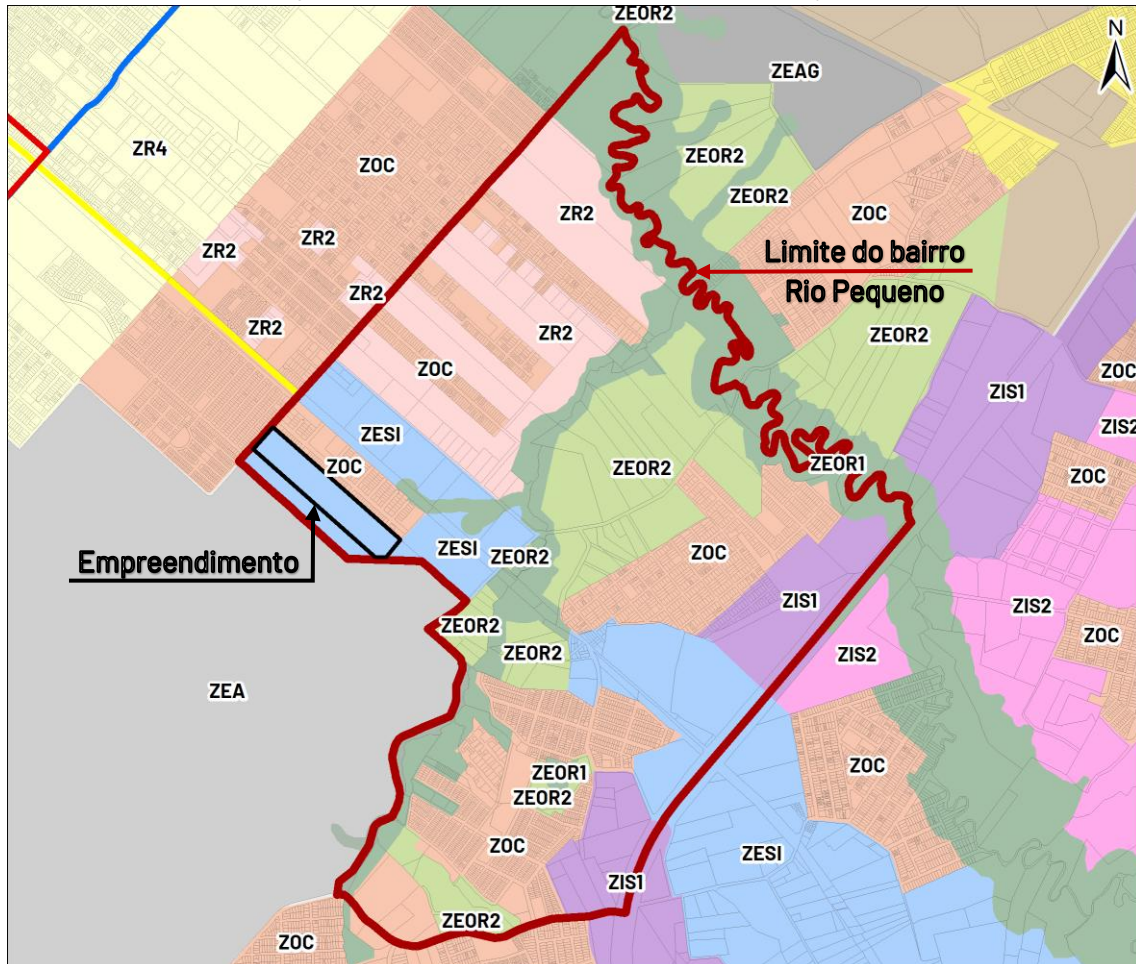 ZEOR2
N
ZEAG
ZR4
ZOC
ZEOR2
ZEOR2
ZR2
ZOC
ZR2
ZR2
Limite do bairro
Rio Pequeno
ZR2
ZR2
ZR2
ZEOR2
ZOC
ZOC
ZIS1
ZIS2
ZESI
ZOC
ZEOR2
ZEOR1
ZOC
Empreendimento
ZESI
ZEOR2
ZOC
ZIS1
ZIS2
ZEOR2
ZEOR2
ZIS2
ZOC
ZEA
ZOC
ZEOR1
ZEOR2
ZOC
ZESI
ZIS1
ZEOR2
ZOC